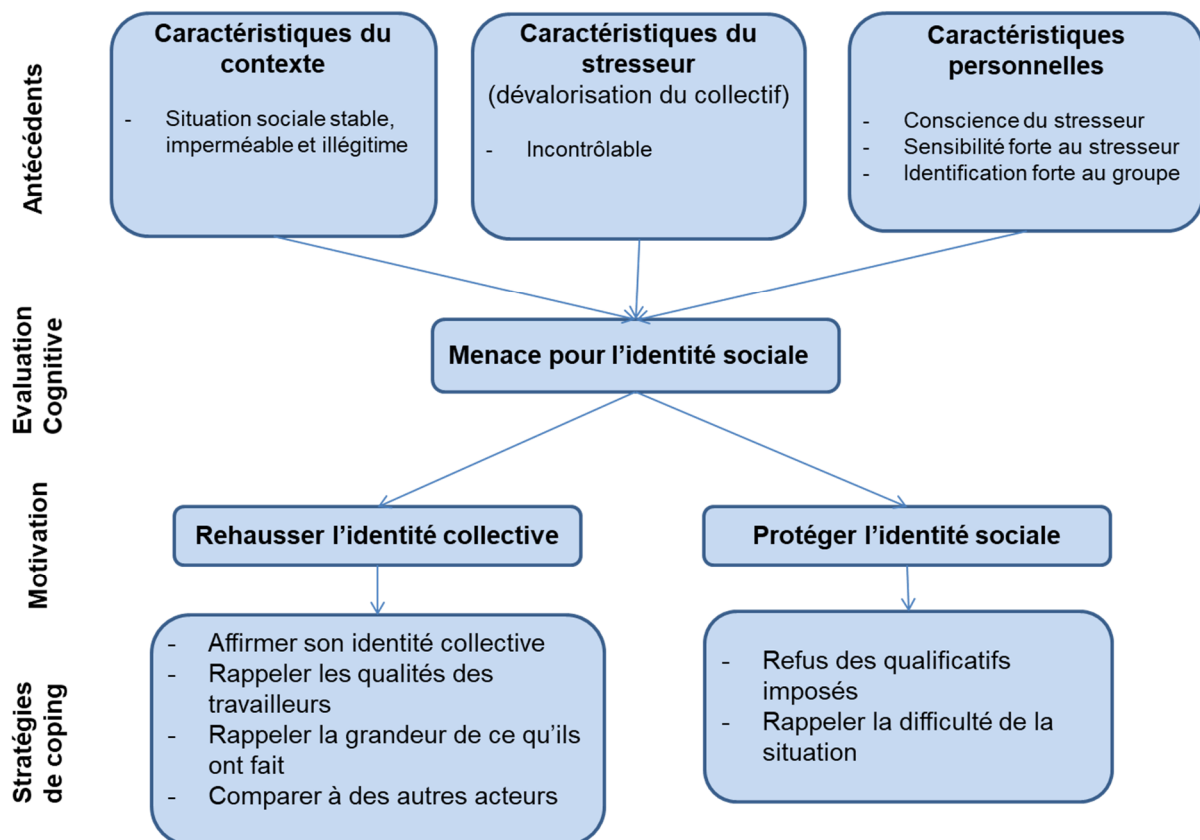 Antécédents
Caractéristiques du
contexte
- Situation sociale stable,
imperméable et illégitime
Caractéristiques du
stresseur
(dévalorisation du collectif)
- Incontrôlable
Caractéristiques
personnelles
- Conscience du stresseur
- Sensibilité forte au stresseur
- Identification forte au groupe
Evaluation
Cognitive
Menace pour l'identité sociale
Motivation
Rehausser l'identité collective
Protéger l'identité sociale
Stratégies
de coping
- Affirmer son identité collective
- Rappeler les qualités des
travailleurs
- Rappeler la grandeur de ce qu'ils
ont fait
- Comparer à des autres acteurs
- Refus des qualificatifs
imposés
- Rappeler la difficulté de la
situation